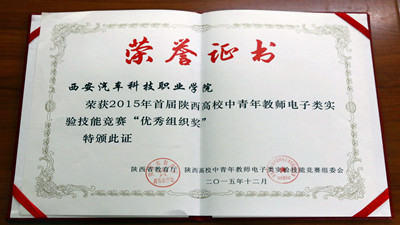 荣誉证书
西安汽车科技职业学院
荣获2015年首届陕西高校中青年教师电子类实
验技能竞赛“优秀组织奖”
特颁此证
陕西省教育厅 陕西高校中青年教师电子类实验技能竞赛组委会
二〇一五年十二月